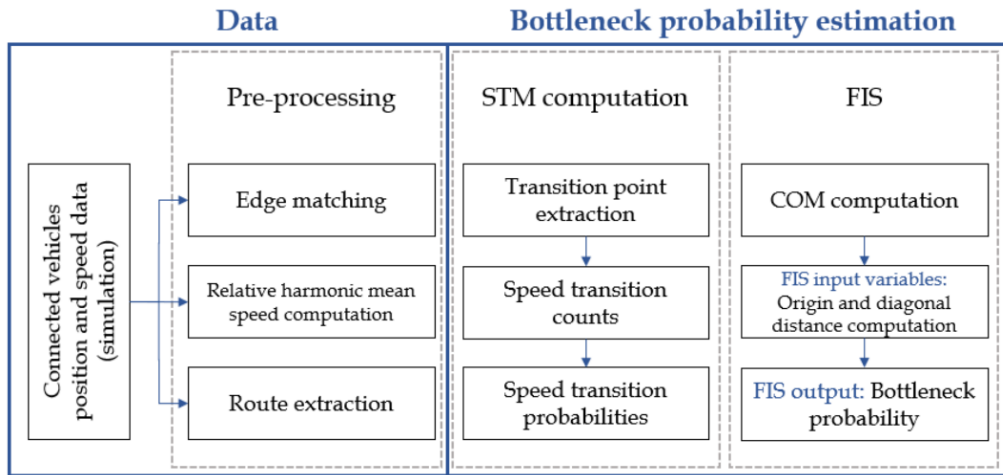 Data
Bottleneck probability estimation
Pre-processing
STM computation
FIS
Connected vehicles
position and speed data
(simulation)
Edge matching
Relative harmonic mean
speed computation
Route extraction
Transition point
extraction
Speed transition
counts
Speed transition
probabilities
COM computation
FIS input variables:
Origin and diagonal
distance computation
FIS output: Bottleneck
probability